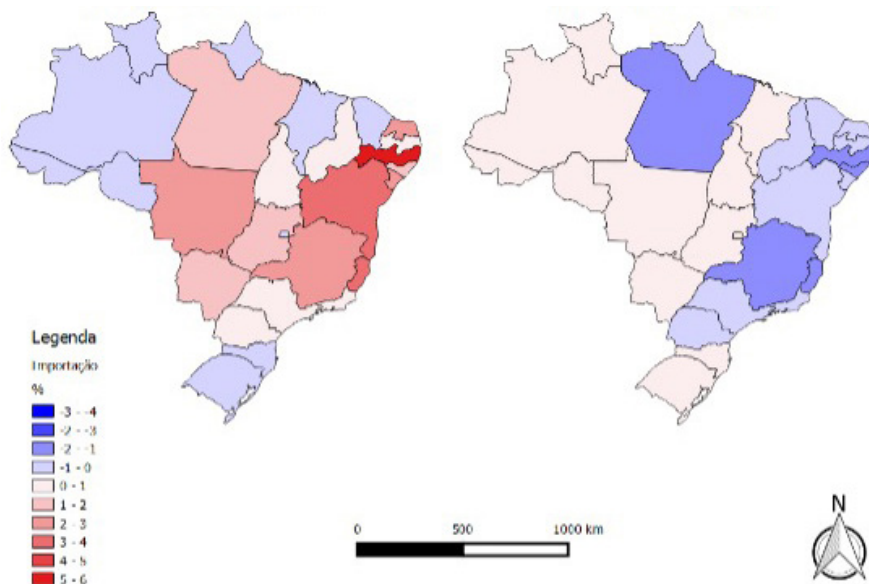 Legenda
Importação
%
-3 - -4
-2 - -3
-2 - -1
-1 - 0
0 - 1
1 - 2
2 - 3
3 - 4
4 - 5
5 - 6
0 500 1000 km
N